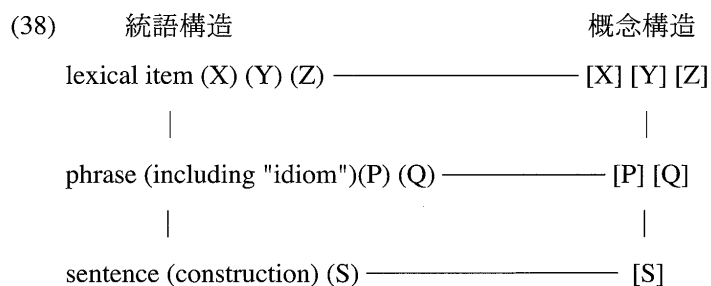 (38) 統語構造 概念構造
lexical item (X) (Y) (Z) [X] [Y] [Z]
phrase (including "idiom")(P) (Q) [P] [Q]
sentence (construction) (S) [S]